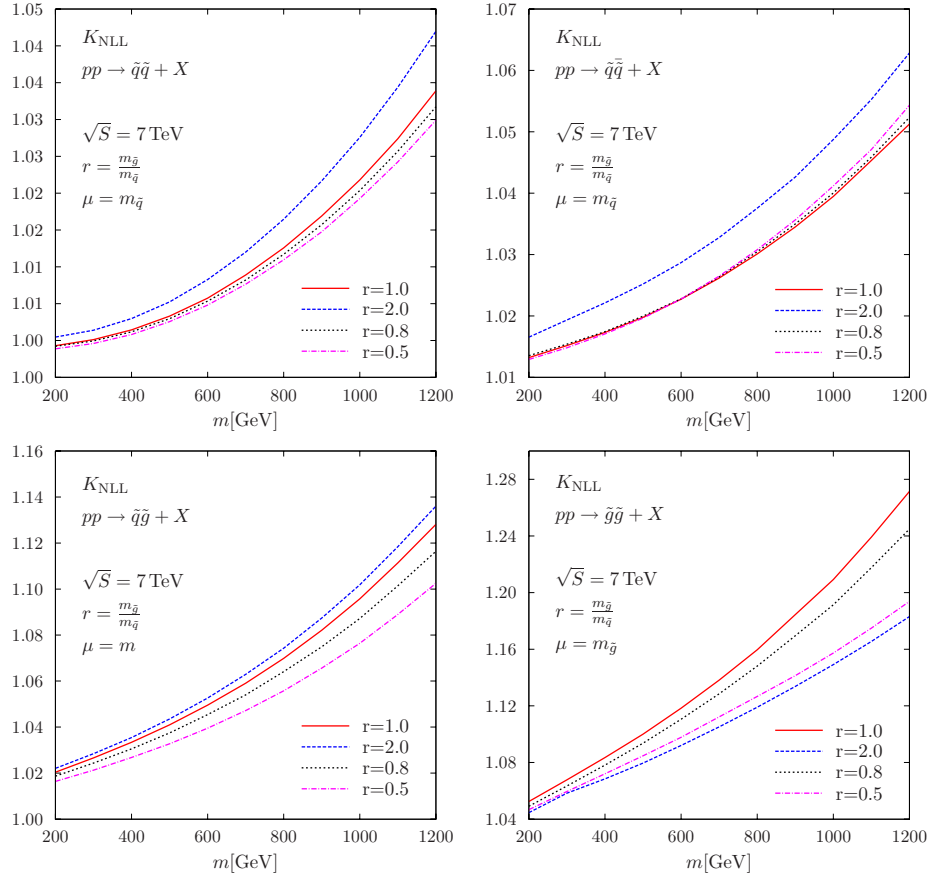 1.05
1.04
1.04
1.03
1.03
1.02
1.02
1.01
1.01
1.00
1.00
K_NLL
pp → q̃q̃ + X
√S = 7 TeV
r = m_g̃/m_q̃
μ = m_q̃
r=1.0
r=2.0
r=0.8
r=0.5
200 400 600 800 1000 1200
m[GeV]
1.07
1.06
1.05
1.04
1.03
1.02
1.01
K_NLL
pp → q̃q̃̄ + X
√S = 7 TeV
r = m_g̃/m_q̃
μ = m_q̃
r=1.0
r=2.0
r=0.8
r=0.5
200 400 600 800 1000 1200
m[GeV]
1.16
1.14
1.12
1.10
1.08
1.06
1.04
1.02
1.00
K_NLL
pp → q̃g̃ + X
√S = 7 TeV
r = m_g̃/m_q̃
μ = m
r=1.0
r=2.0
r=0.8
r=0.5
200 400 600 800 1000 1200
m[GeV]
1.28
1.24
1.20
1.16
1.12
1.08
1.04
K_NLL
pp → g̃g̃ + X
√S = 7 TeV
r = m_g̃/m_q̃
μ = m_g̃
r=1.0
r=2.0
r=0.8
r=0.5
200 400 600 800 1000 1200
m[GeV]